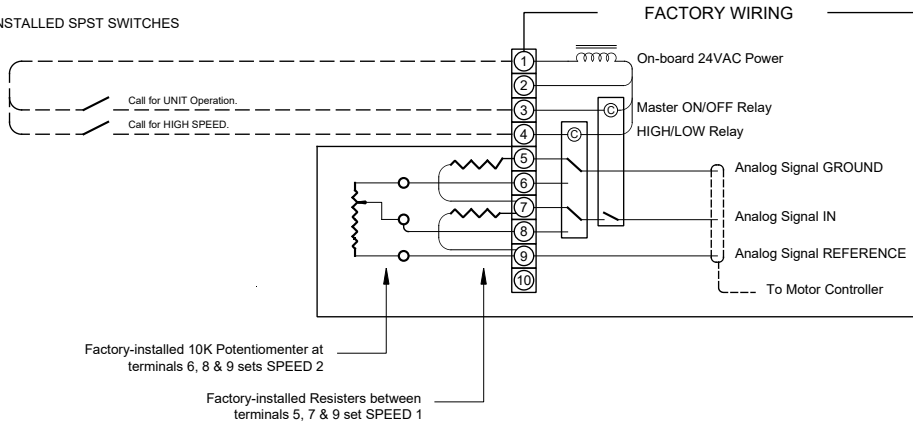 NSTALLED SPST SWITCHES
FACTORY WIRING
1
On-board 24VAC Power
2
Call for UNIT Operation.
3
C
Master ON/OFF Relay
Call for HIGH SPEED.
4
C
HIGH/LOW Relay
5
Analog Signal GROUND
6
7
Analog Signal IN
8
9
Analog Signal REFERENCE
10
To Motor Controller
Factory-installed 10K Potentiomenter at
terminals 6, 8 & 9 sets SPEED 2
Factory-installed Resisters between
terminals 5, 7 & 9 set SPEED 1